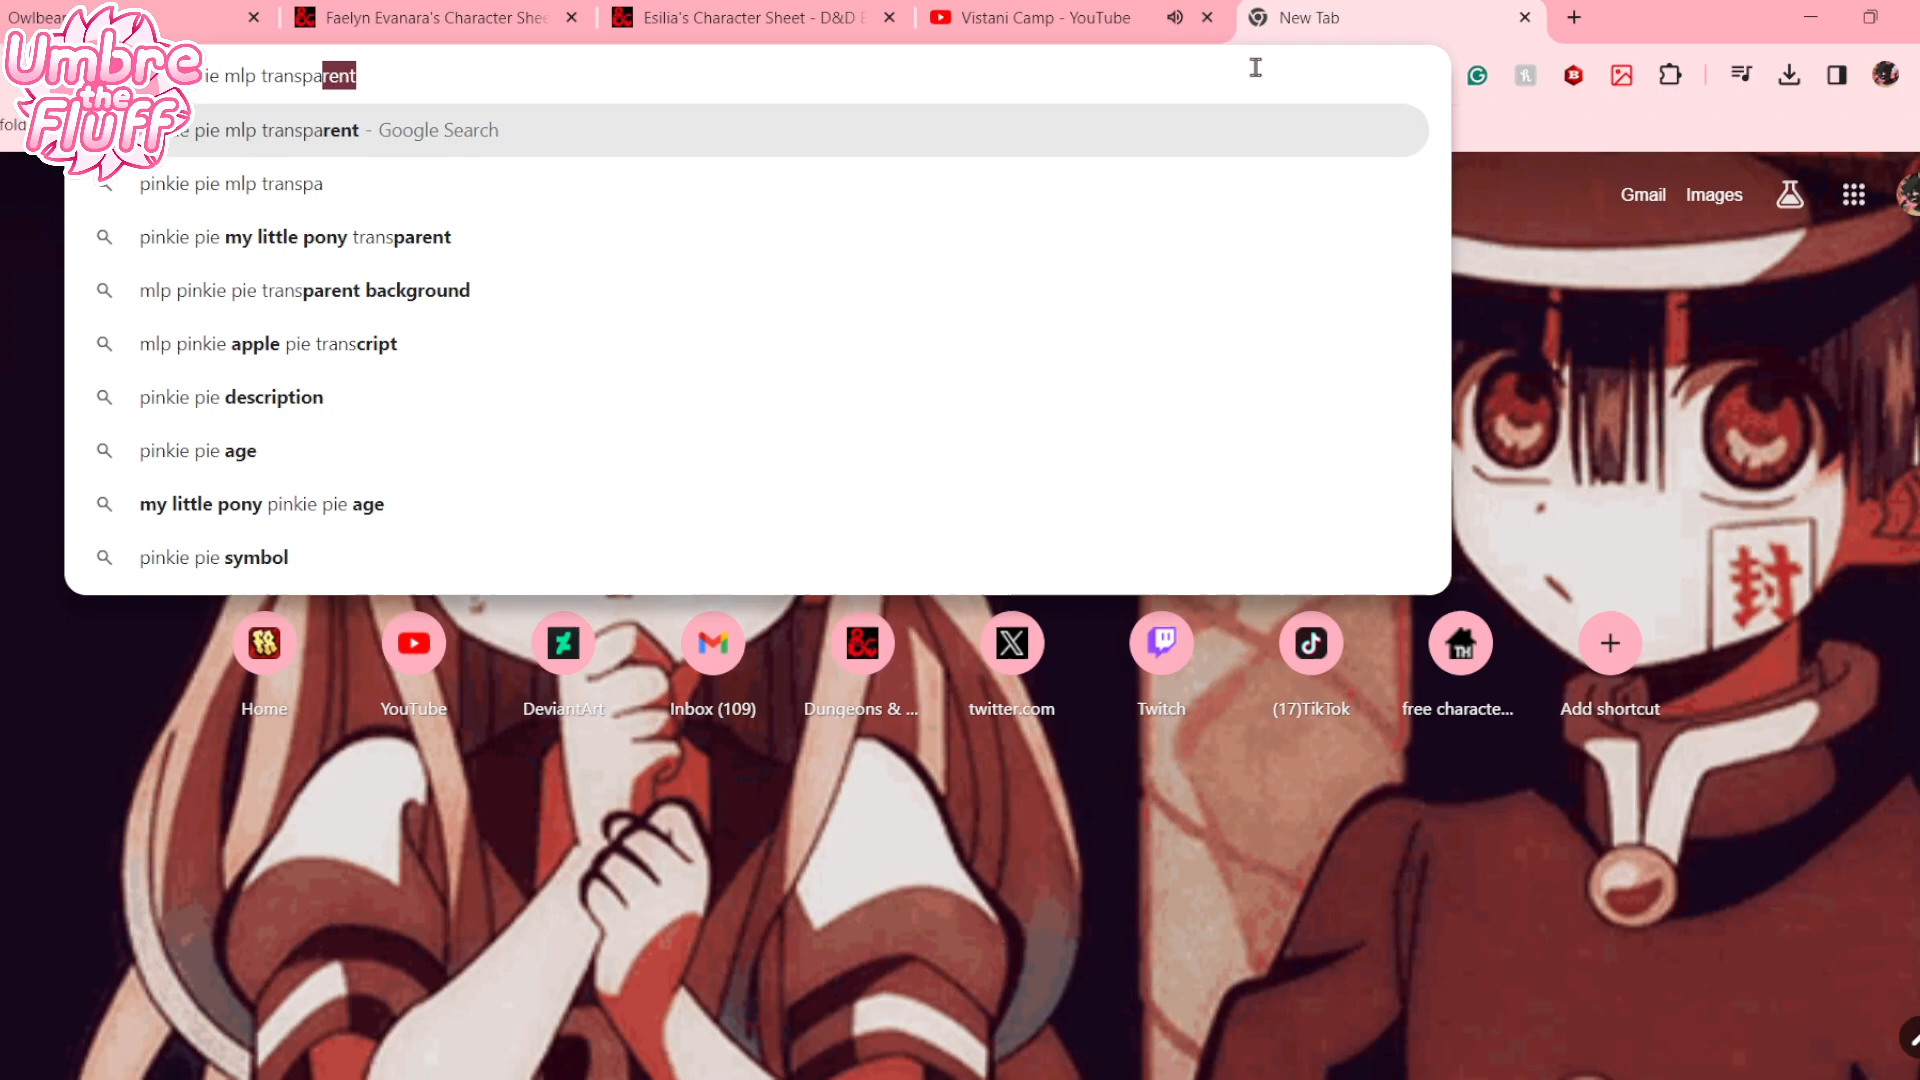 Owlbear
Faelyn Evanara's Character Shee
Esilia's Character Sheet - D&D
Vistani Camp - YouTube
New Tab
Umbre
the
Fluff
ie mlp transparent
pie mlp transparent - Google Search
pinkie pie mlp transpa
pinkie pie my little pony transparent
mlp pinkie pie transparent background
mlp pinkie apple pie transcript
pinkie pie description
pinkie pie age
my little pony pinkie pie age
pinkie pie symbol
Gmail
Images
封
TH
Home
YouTube
DeviantArt
Inbox (109)
Dungeons & ...
twitter.com
Twitch
(17)TikTok
free characte...
Add shortcut